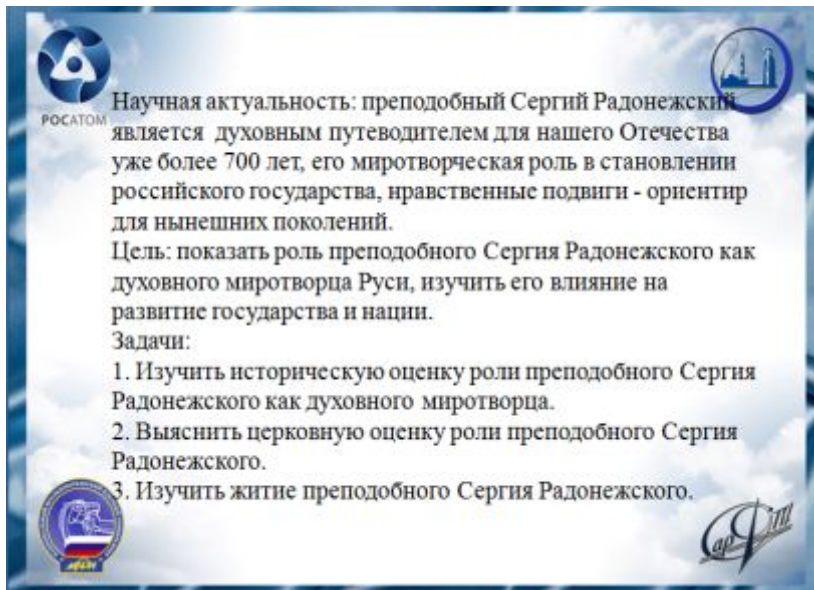 РОСАТОМ
Научная актуальность: преподобный Сергий Радонежский
является духовным путеводителем для нашего Отечества
уже более 700 лет, его миротворческая роль в становлении
российского государства, нравственные подвиги - ориентир
для нынешних поколений.
Цель: показать роль преподобного Сергия Радонежского как
духовного миротворца Руси, изучить его влияние на
развитие государства и нации.
Задачи:
1. Изучить историческую оценку роли преподобного Сергия
Радонежского как духовного миротворца.
2. Выяснить церковную оценку роли преподобного Сергия
Радонежского.
3. Изучить житие преподобного Сергия Радонежского.
СарФТИ